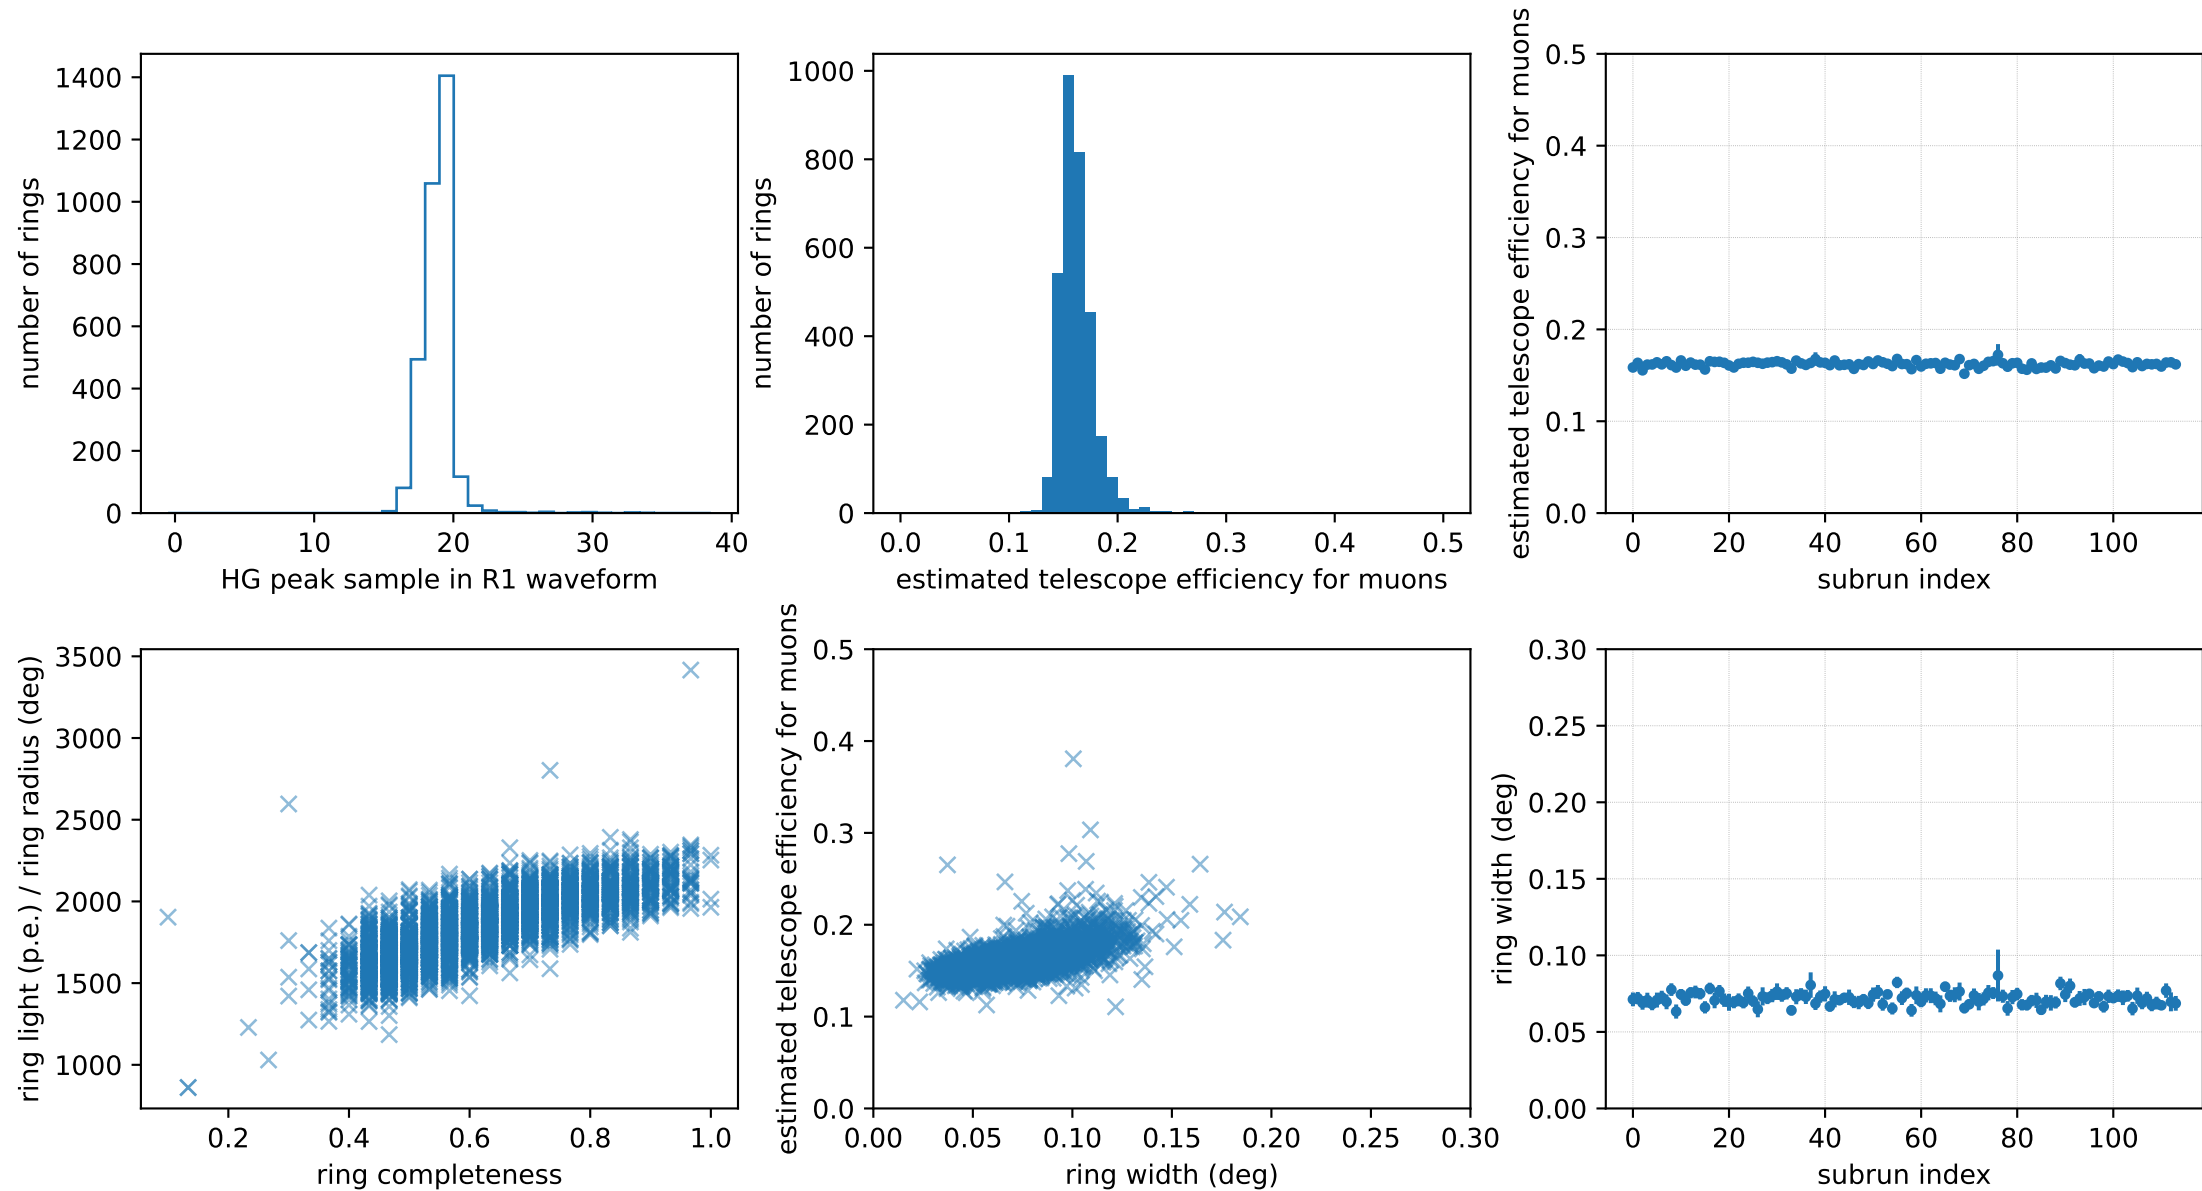 number of rings
1400
1200
1000
800
600
400
200
0
0 10 20 30 40
HG peak sample in R1 waveform
number of rings
1000
800
600
400
200
0
0.0 0.1 0.2 0.3 0.4 0.5
estimated telescope efficiency for muons
estimated telescope efficiency for muons
0.5
0.4
0.3
0.2
0.1
0.0
0 20 40 60 80 100
subrun index
ring light (p.e.) / ring radius (deg)
3500
3000
2500
2000
1500
1000
0.2 0.4 0.6 0.8 1.0
ring completeness
estimated telescope efficiency for muons
0.5
0.4
0.3
0.2
0.1
0.0
0.00 0.05 0.10 0.15 0.20 0.25 0.30
ring width (deg)
ring width (deg)
0.30
0.25
0.20
0.15
0.10
0.05
0.00
0 20 40 60 80 100
subrun index